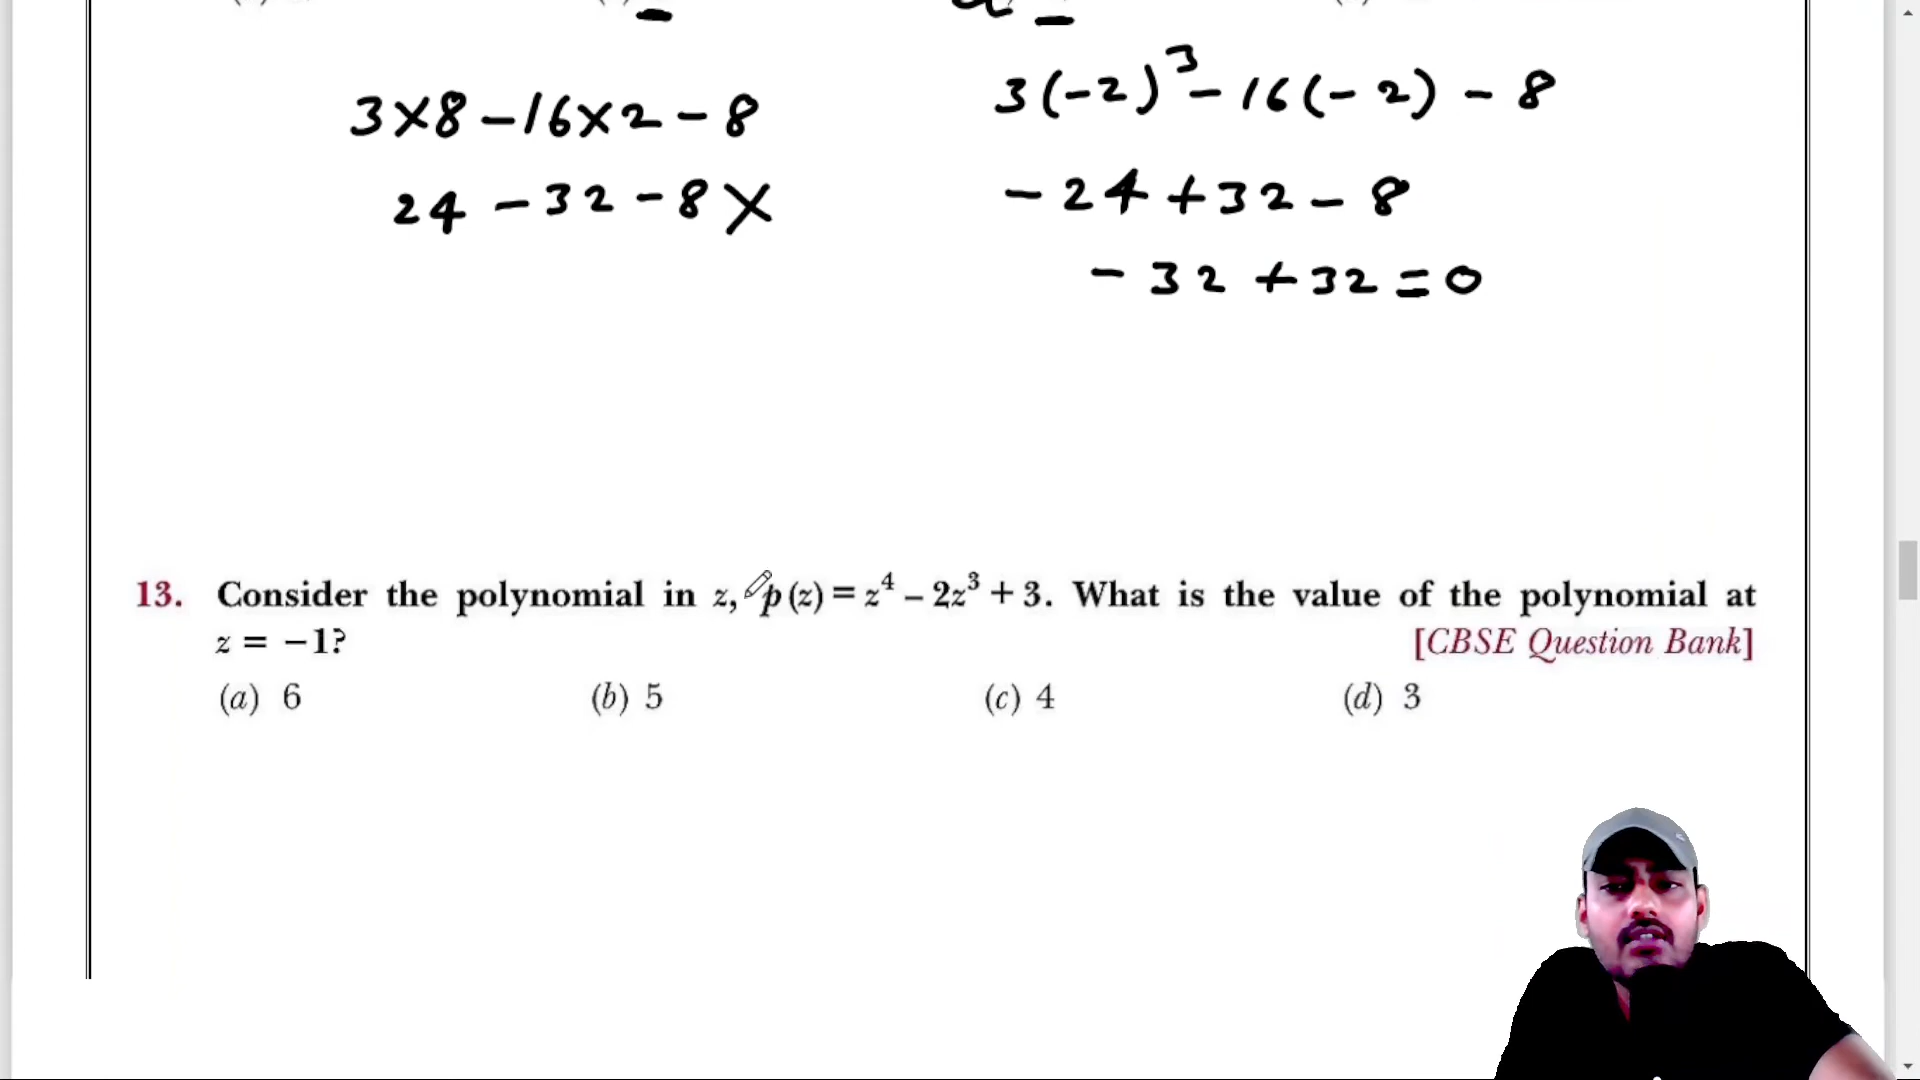 3×8-16×2-8
3(-2)³-16(-2)-8
24-32-8×
-24+32-8
-32+32=0
13. Consider the polynomial in z, p(z) = z⁴ – 2z³ + 3. What is the value of the polynomial at
z = –1? [CBSE Question Bank]
(a) 6 (b) 5 (c) 4 (d) 3